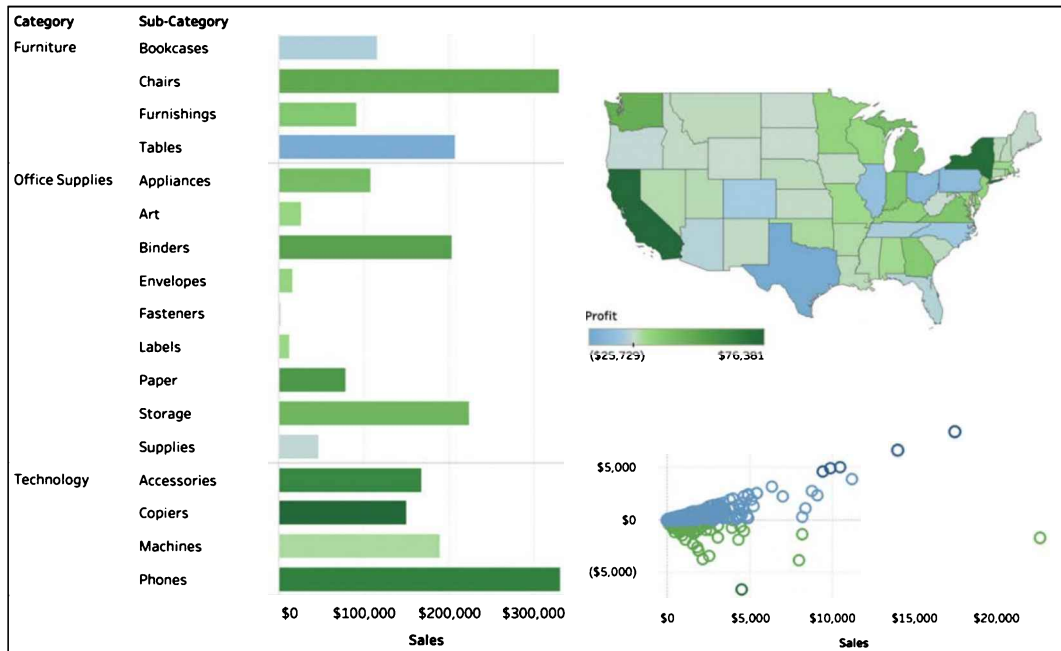 Category Sub-Category
Furniture Bookcases
Chairs
Furnishings
Tables
Office Supplies Appliances
Art
Binders
Envelopes
Fasteners
Labels
Paper
Storage
Supplies
Technology Accessories
Copiers
Machines
Phones
$0 $100,000 $200,000 $300,000
Sales
Profit
($25,729) $76,381
$5,000
$0
($5,000)
$0 $5,000 $10,000 $15,000 $20,000
Sales